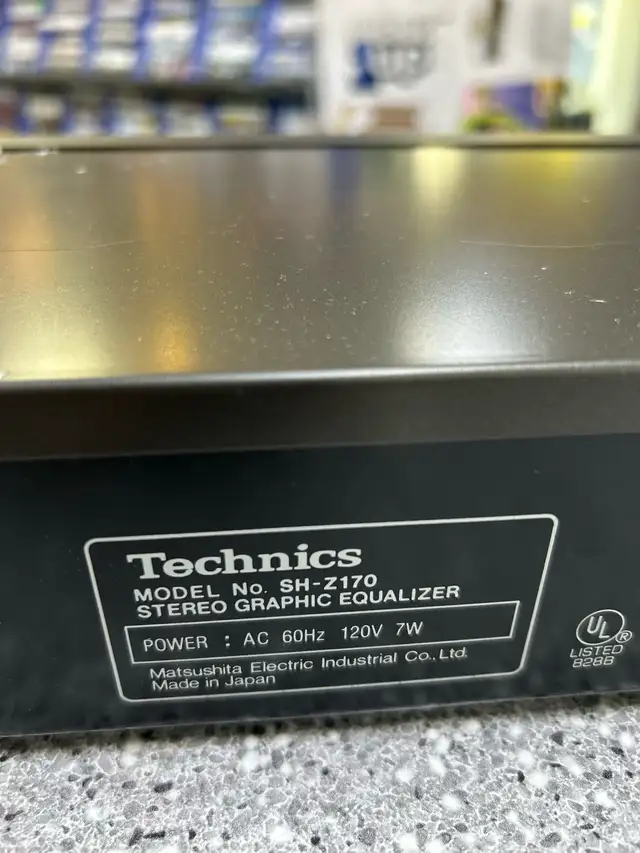 Technics
MODEL No. SH-Z170
STEREO GRAPHIC EQUALIZER
POWER : AC 60Hz 120V 7W
Matsushita Electric Industrial Co., Ltd.
Made in Japan
UL®
LISTED
828B